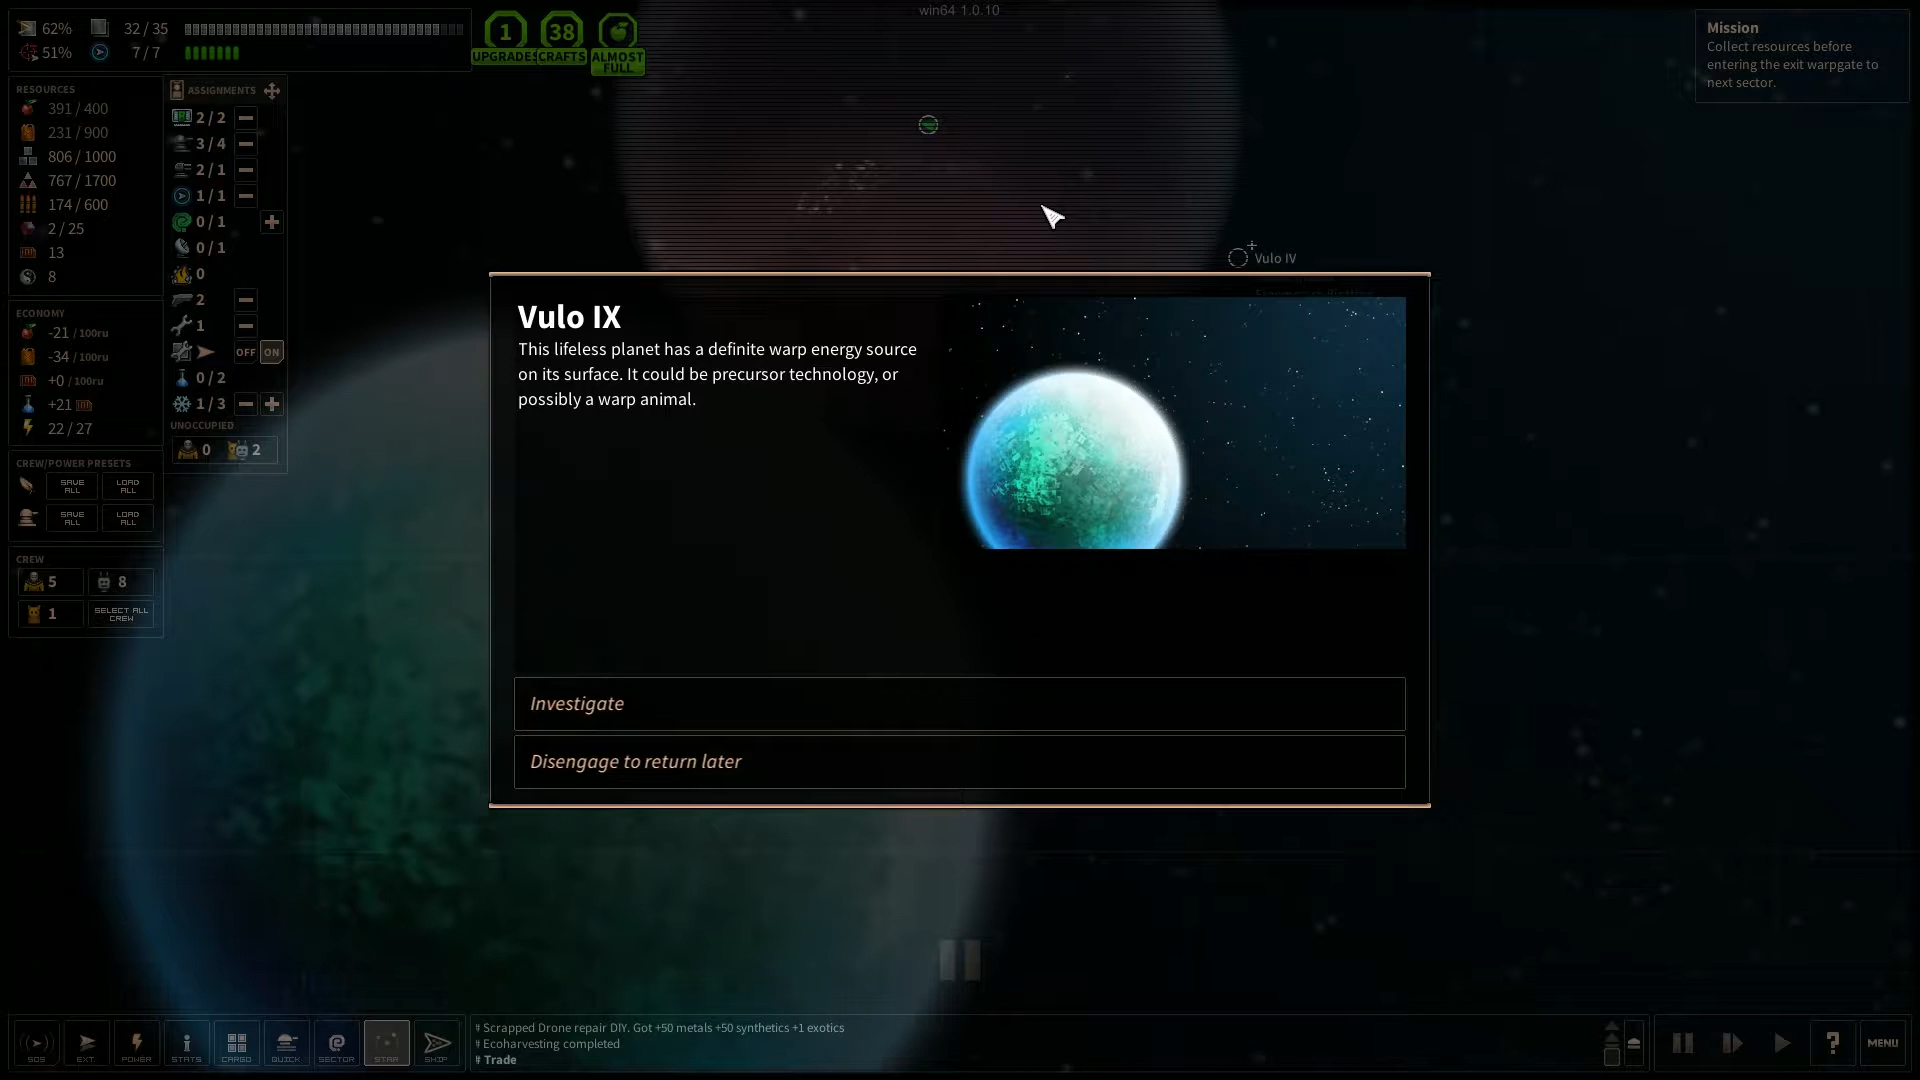 win64 1.0.10
62%
32 / 35
51%
7 / 7
1
UPGRADES
38
CRAFTS
ALMOST
FULL
Mission
Collect resources before
entering the exit warpgate to
next sector.
RESOURCES
391 / 400
231 / 900
806 / 1000
767 / 1700
174 / 600
2 / 25
13
8
ASSIGNMENTS
2 / 2
3 / 4
2 / 1
1 / 1
0 / 1
0 / 1
0
2
1
OFF ON
0 / 2
1 / 3
UNOCCUPIED
0
2
ECONOMY
-21 / 100ru
-34 / 100ru
+0 / 100ru
+21
22 / 27
CREW/POWER PRESETS
SAVE ALL
LOAD ALL
SAVE ALL
LOAD ALL
CREW
5
8
1
SELECT ALL CREW
Vulo IV
Vulo IX
This lifeless planet has a definite warp energy source
on its surface. It could be precursor technology, or
possibly a warp animal.
Investigate
Disengage to return later
SOS
EXT.
POWER
STATS
CARGO
QUICK
SECTOR
STAR
SHIP
Scrapped Drone repair DIY. Got +50 metals +50 synthetics +1 exotics
Ecoharvesting completed
Trade
?
MENU